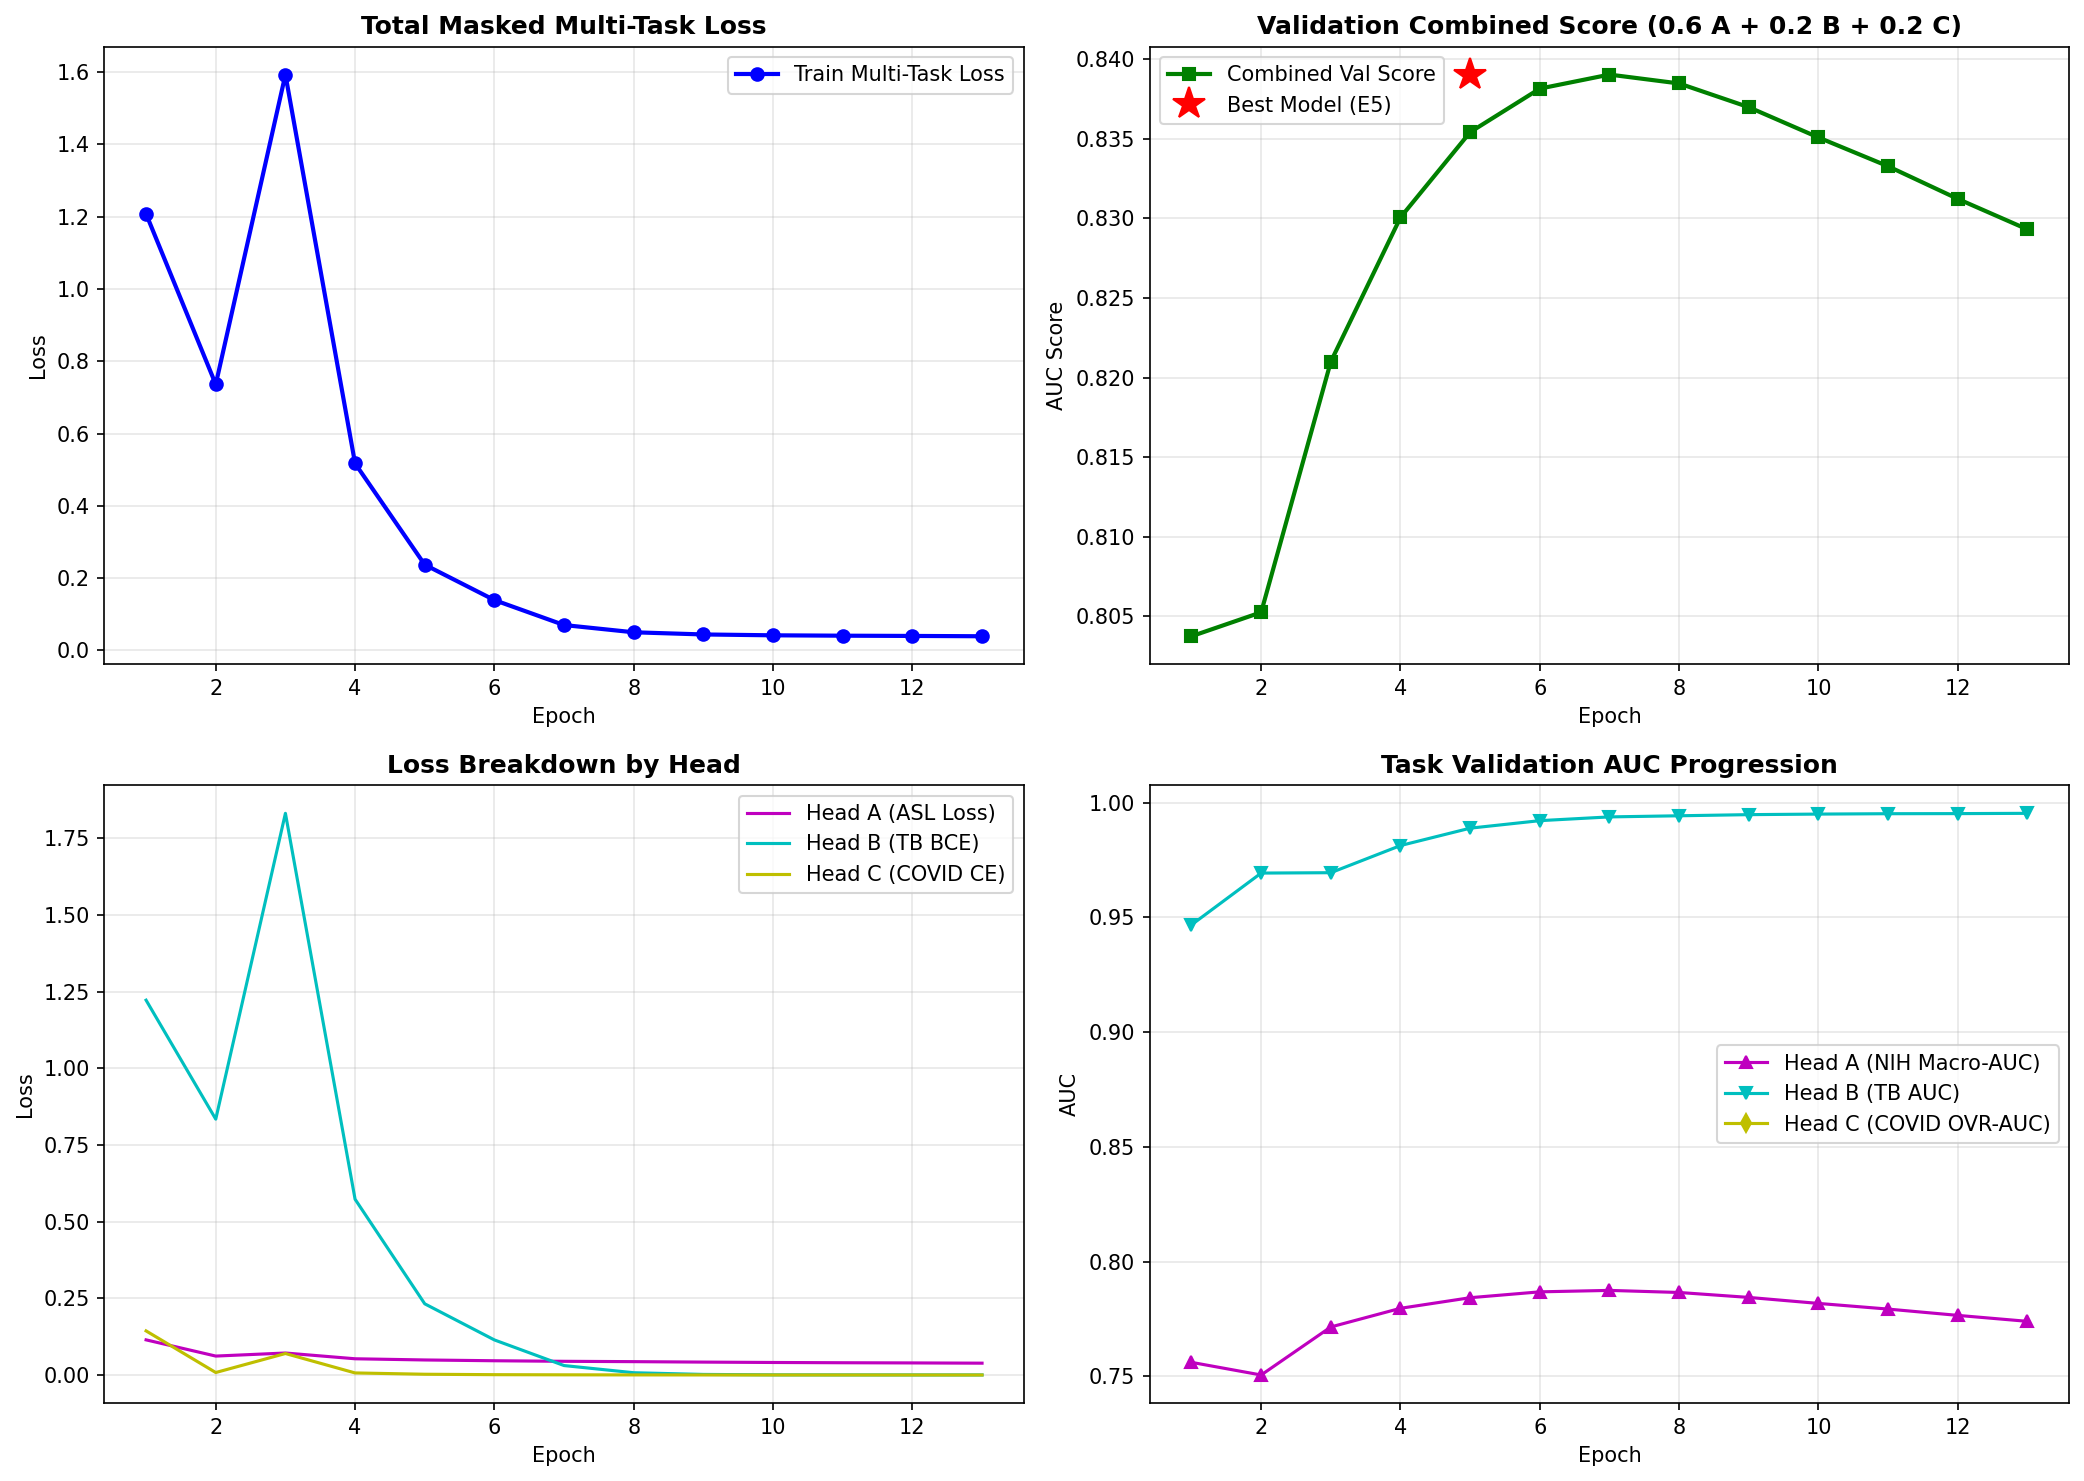 Total Masked Multi-Task Loss
Train Multi-Task Loss
1.6
1.4
1.2
1.0
0.8
0.6
0.4
0.2
0.0
Loss
2 4 6 8 10 12
Epoch
Validation Combined Score (0.6 A + 0.2 B + 0.2 C)
Combined Val Score
Best Model (E5)
0.840
0.835
0.830
0.825
0.820
0.815
0.810
0.805
AUC Score
2 4 6 8 10 12
Epoch
Loss Breakdown by Head
Head A (ASL Loss)
Head B (TB BCE)
Head C (COVID CE)
1.75
1.50
1.25
1.00
0.75
0.50
0.25
0.00
Loss
2 4 6 8 10 12
Epoch
Task Validation AUC Progression
1.00
0.95
0.90
0.85
0.80
0.75
AUC
Head A (NIH Macro-AUC)
Head B (TB AUC)
Head C (COVID OVR-AUC)
2 4 6 8 10 12
Epoch